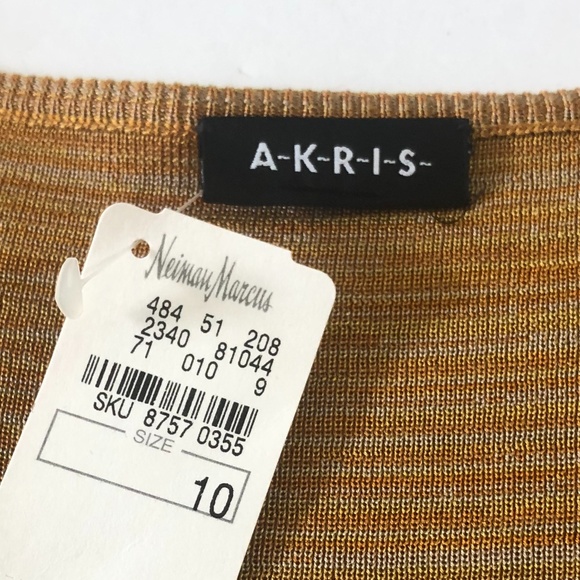 A-K-R-I-S-
Neiman Marcus
484 51 208
2340 81044
71 010 9
SKU 8757 0355
SIZE
10